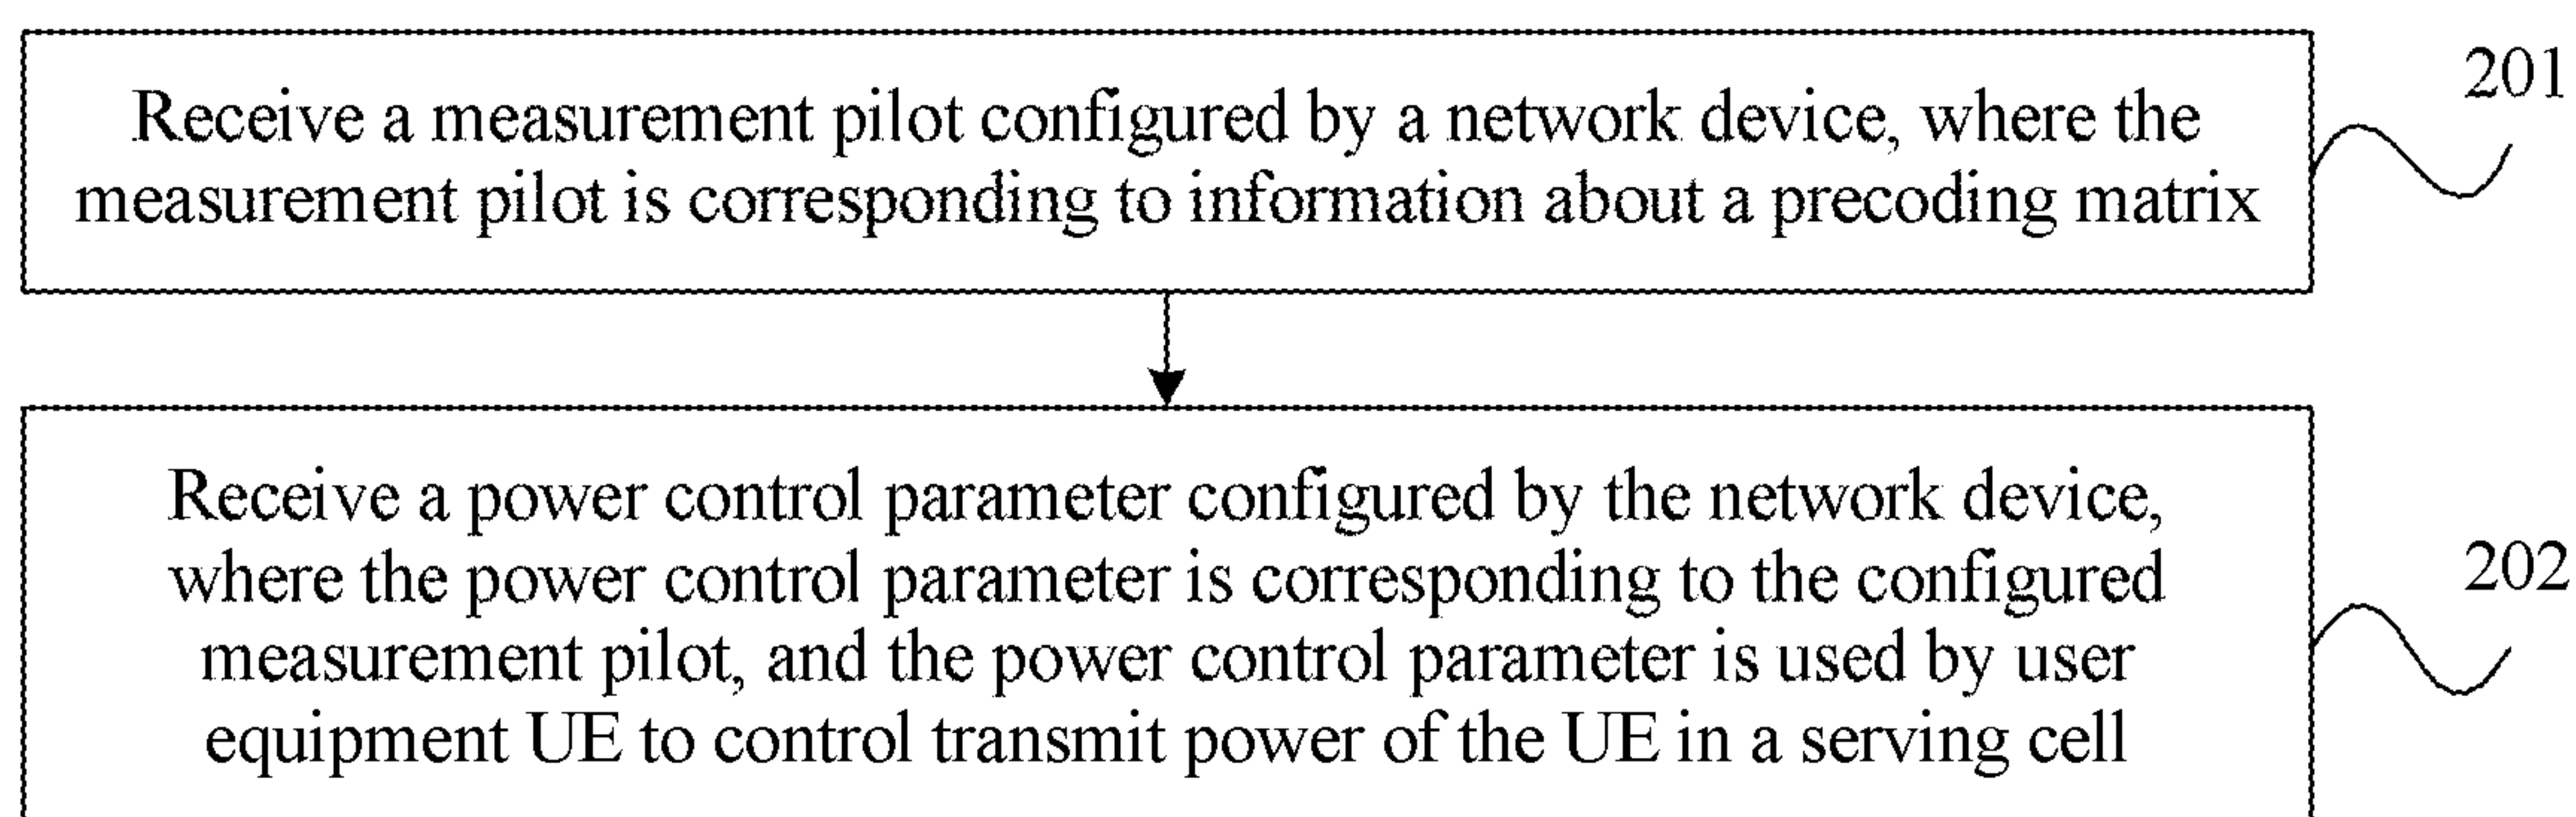 201
Receive a measurement pilot configured by a network device, where the
measurement pilot is corresponding to information about a precoding matrix
Receive a power control parameter configured by the network device,
where the power control parameter is corresponding to the configured
202
measurement pilot, and the power control parameter is used by user
equipment UE to control transmit power of the UE in a serving cell